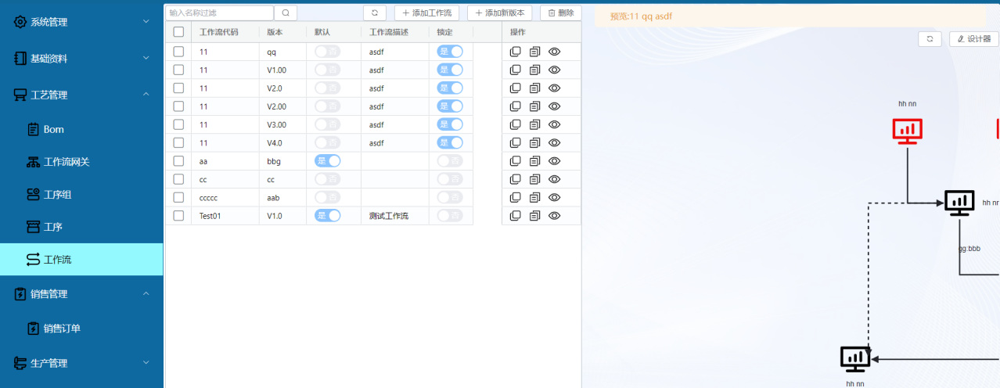 系统管理
基础资料
工艺管理
Bom
工作流网关
工序组
工序
工作流
销售管理
销售订单
生产管理
输入名称过滤
添加工作流
添加新版本
删除
工作流代码 版本 默认 工作流描述 锁定 操作
11 qq 否 asdf 是
11 V1.00 否 asdf 是
11 V2.0 否 asdf 是
11 V2.00 否 asdf 是
11 V3.00 否 asdf 是
11 V4.0 否 asdf 是
aa bbg 是 否
cc cc 否 否
ccccc aab 否 否
Test01 V1.0 是 测试工作流 否
预览:11 qq asdf
设计器
hh nn
hh nn
gg:bbb
hh nn